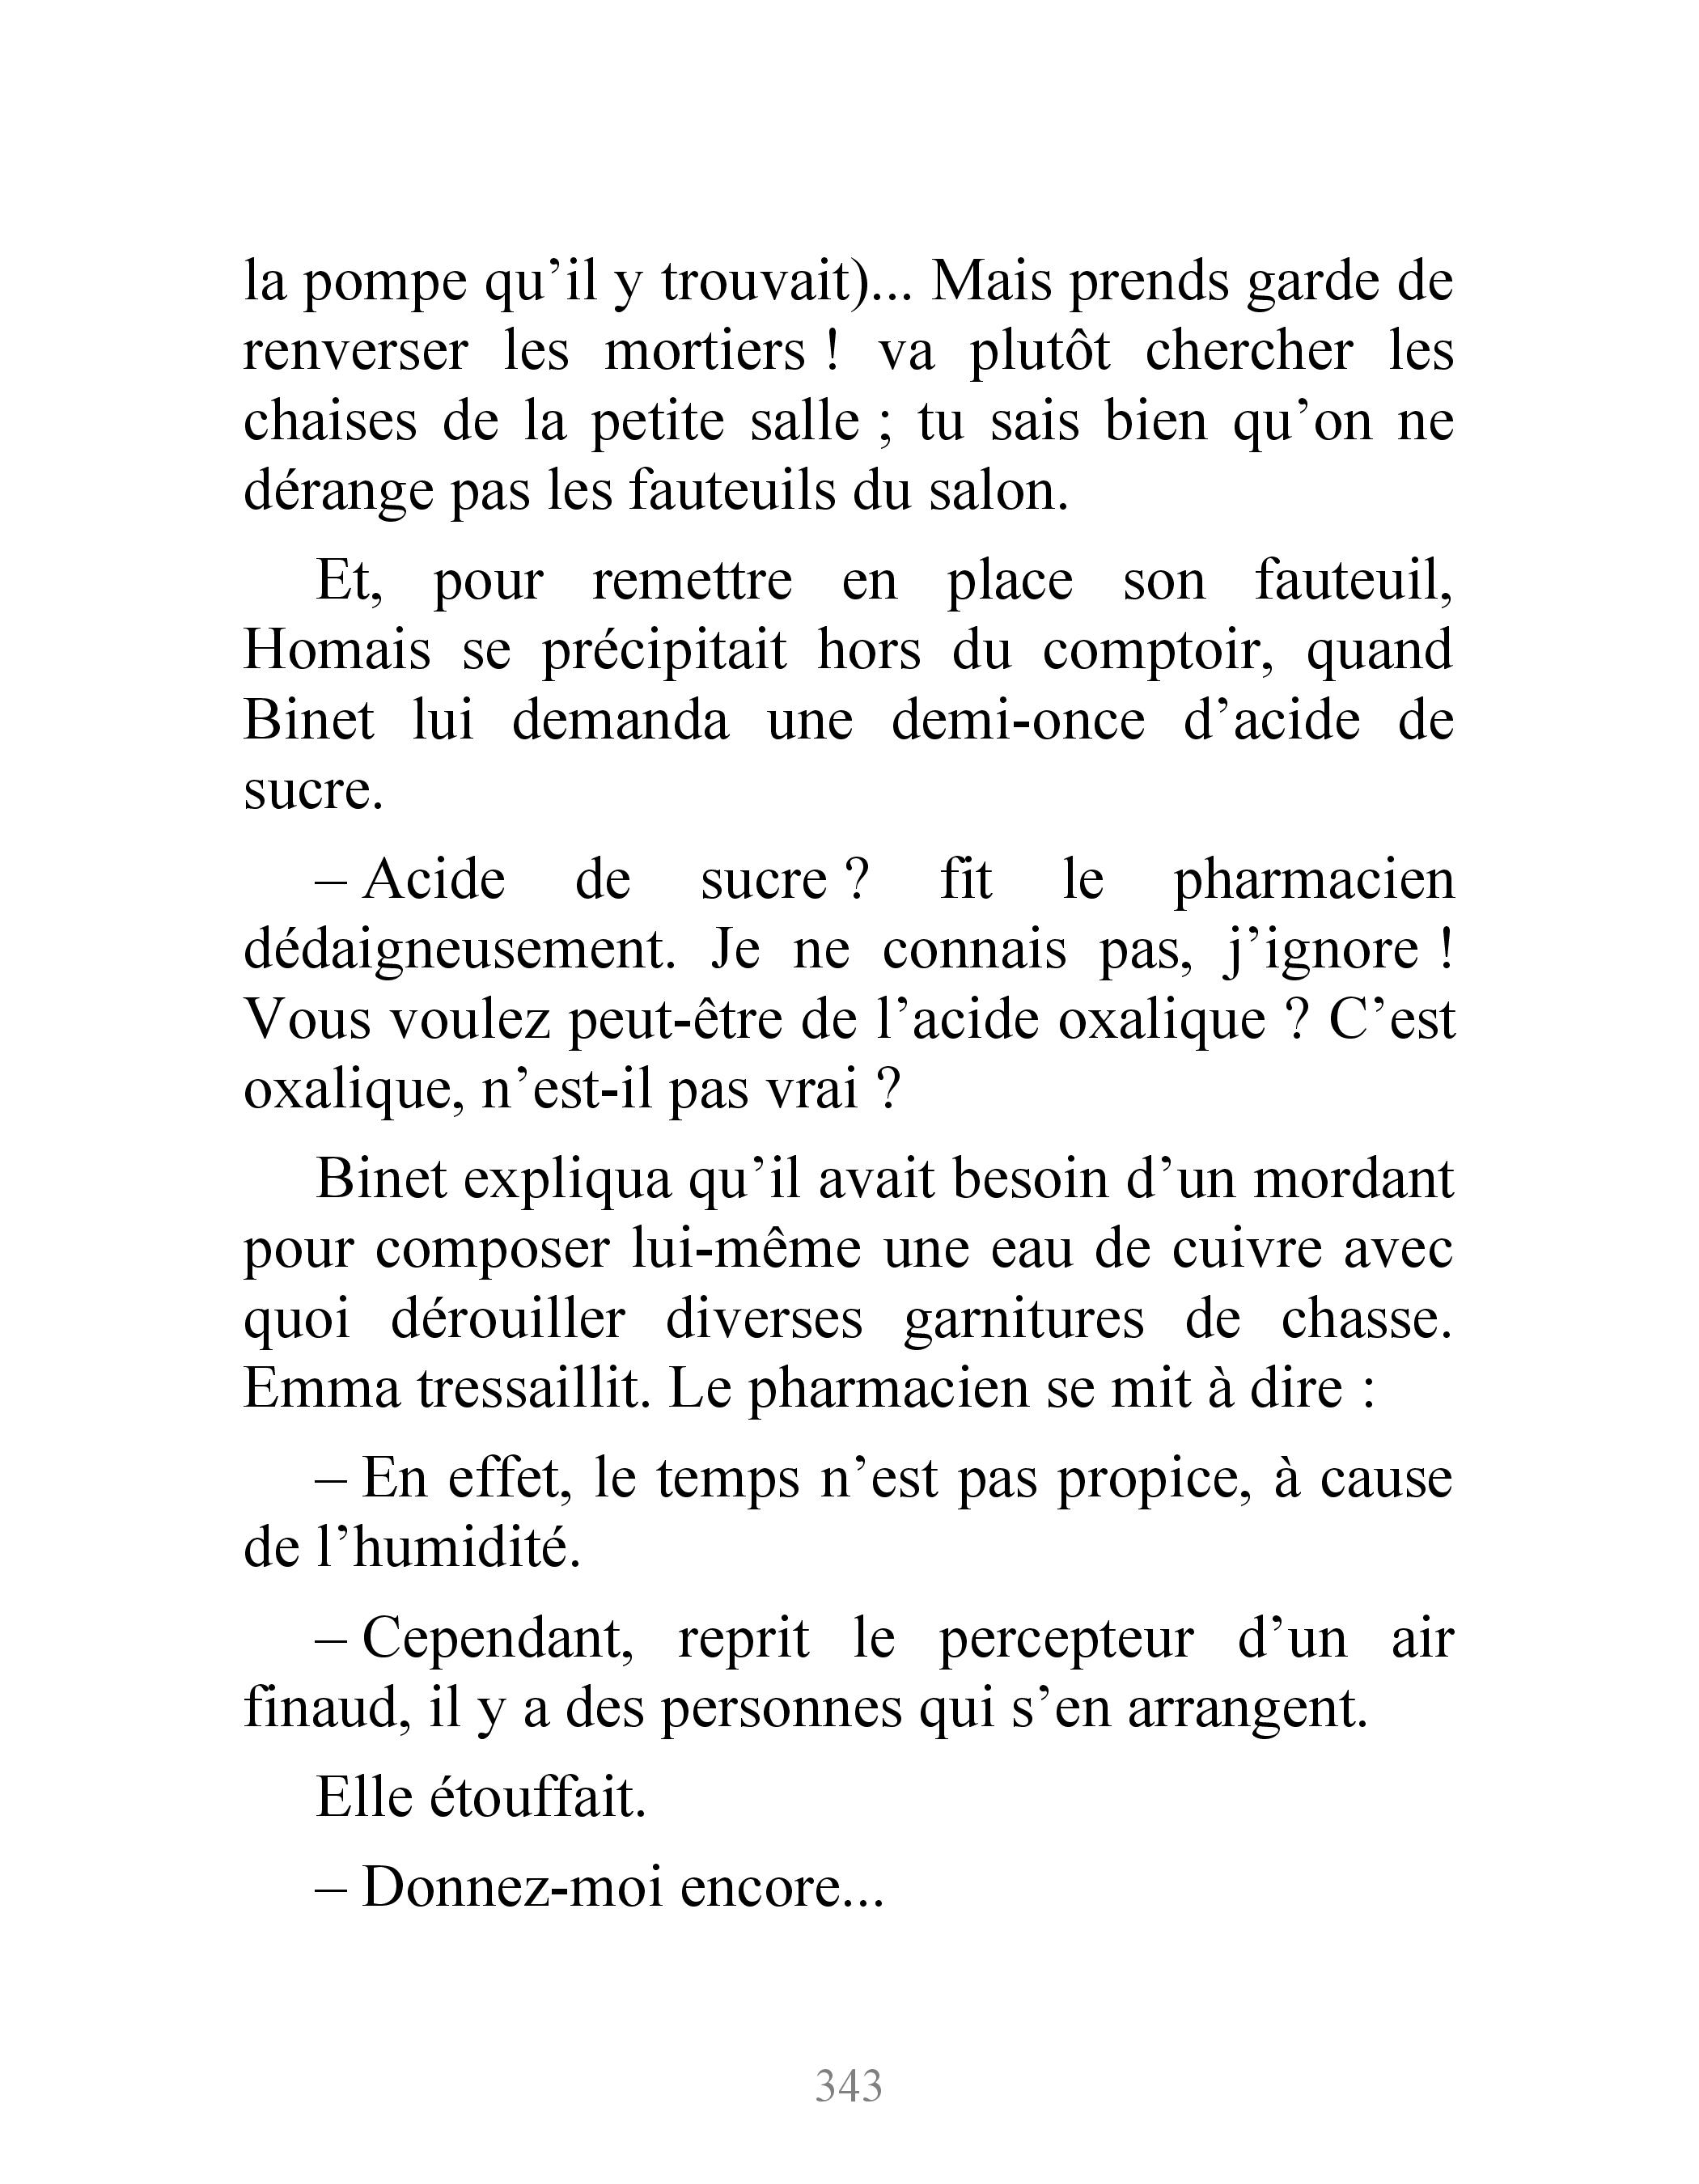 la pompe qu’il y trouvait)... Mais prends garde de
renverser les mortiers ! va plutôt chercher les
chaises de la petite salle ; tu sais bien qu’on ne
dérange pas les fauteuils du salon.
Et, pour remettre en place son fauteuil,
Homais se précipitait hors du comptoir, quand
Binet lui demanda une demi-once d’acide de
sucre.
– Acide de sucre ? fit le pharmacien
dédaigneusement. Je ne connais pas, j’ignore !
Vous voulez peut-être de l’acide oxalique ? C’est
oxalique, n’est-il pas vrai ?
Binet expliqua qu’il avait besoin d’un mordant
pour composer lui-même une eau de cuivre avec
quoi dérouiller diverses garnitures de chasse.
Emma tressaillit. Le pharmacien se mit à dire :
– En effet, le temps n’est pas propice, à cause
de l’humidité.
– Cependant, reprit le percepteur d’un air
finaud, il y a des personnes qui s’en arrangent.
Elle étouffait.
– Donnez-moi encore...
343